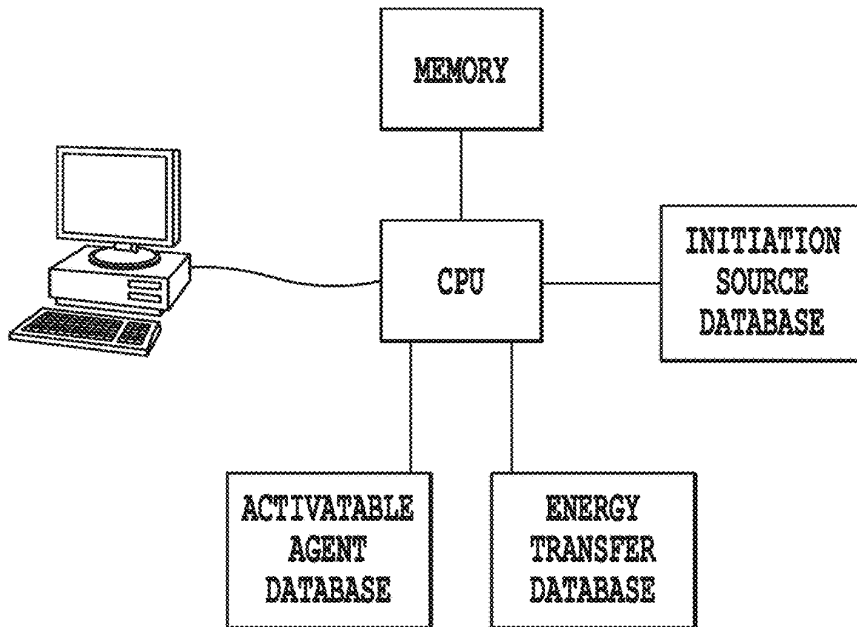 MEMORY
CPU
INITIATION
SOURCE
DATABASE
ACTIVATABLE
AGENT
DATABASE
ENERGY
TRANSFER
DATABASE